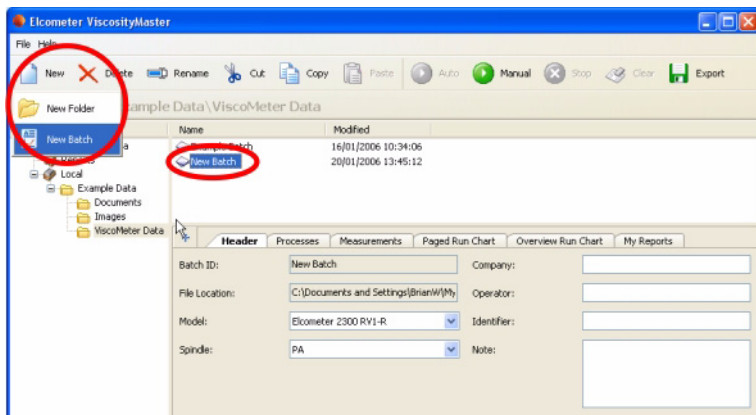 Elcometer ViscosityMaster
File Help
New Delete Rename Cut Copy Paste Auto Manual Stop Clear Export
New Folder
New Batch
ample Data\ViscoMeter Data
Name Modified
Example Batch 16/01/2006 10:34:06
New Batch 20/01/2006 13:45:12
Local
Example Data
Documents
Images
ViscoMeter Data
Header Processes Measurements Paged Run Chart Overview Run Chart My Reports
Batch ID: New Batch Company:
File Location: C:\Documents and Settings\BrianW\My Operator:
Model: Elcometer 2300 RV1-R Identifier:
Spindle: PA Note: